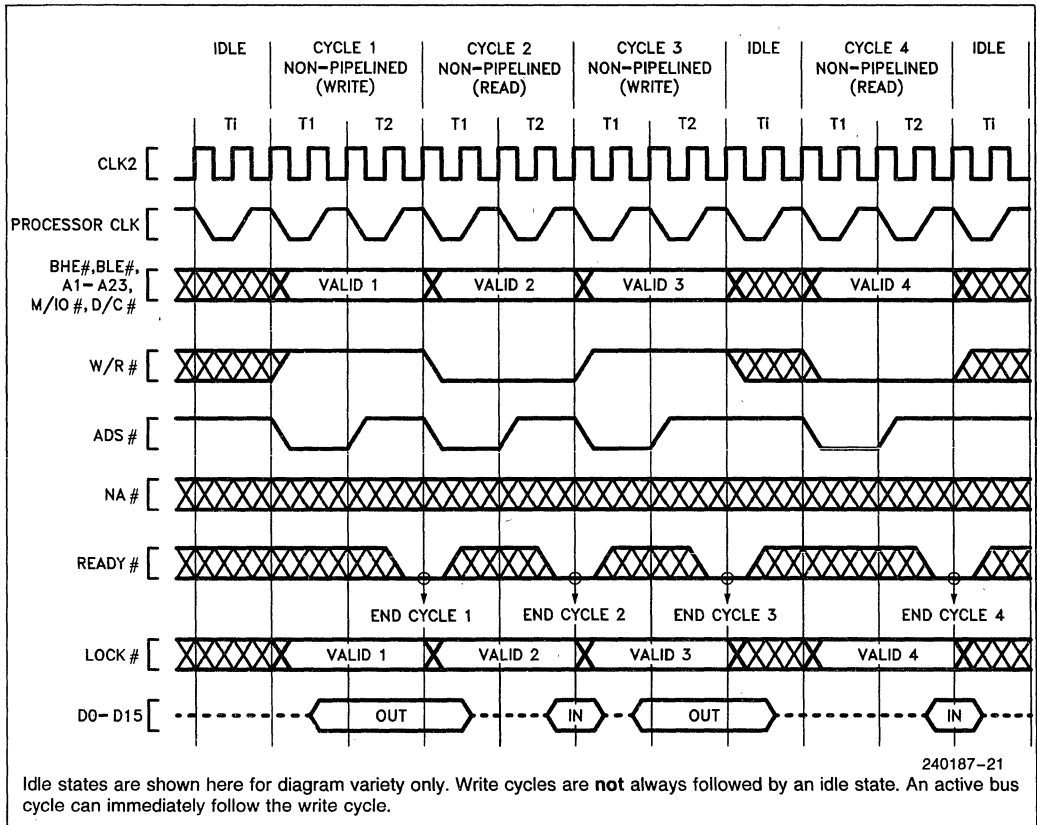 IDLE CYCLE 1 CYCLE 2 CYCLE 3 IDLE CYCLE 4 IDLE
NON-PIPELINED NON-PIPELINED NON-PIPELINED NON-PIPELINED
(WRITE) (READ) (WRITE) (READ)
Ti T1 T2 T1 T2 T1 T2 Ti T1 T2 Ti
CLK2
PROCESSOR CLK
BHE#,BLE#,
A1-A23,
M/IO#,D/C#
VALID 1 VALID 2 VALID 3 VALID 4
W/R#
ADS#
NA#
READY#
END CYCLE 1 END CYCLE 2 END CYCLE 3 END CYCLE 4
LOCK# VALID 1 VALID 2 VALID 3 VALID 4
D0-D15 OUT IN OUT IN
240187-21
Idle states are shown here for diagram variety only. Write cycles are not always followed by an idle state. An active bus
cycle can immediately follow the write cycle.